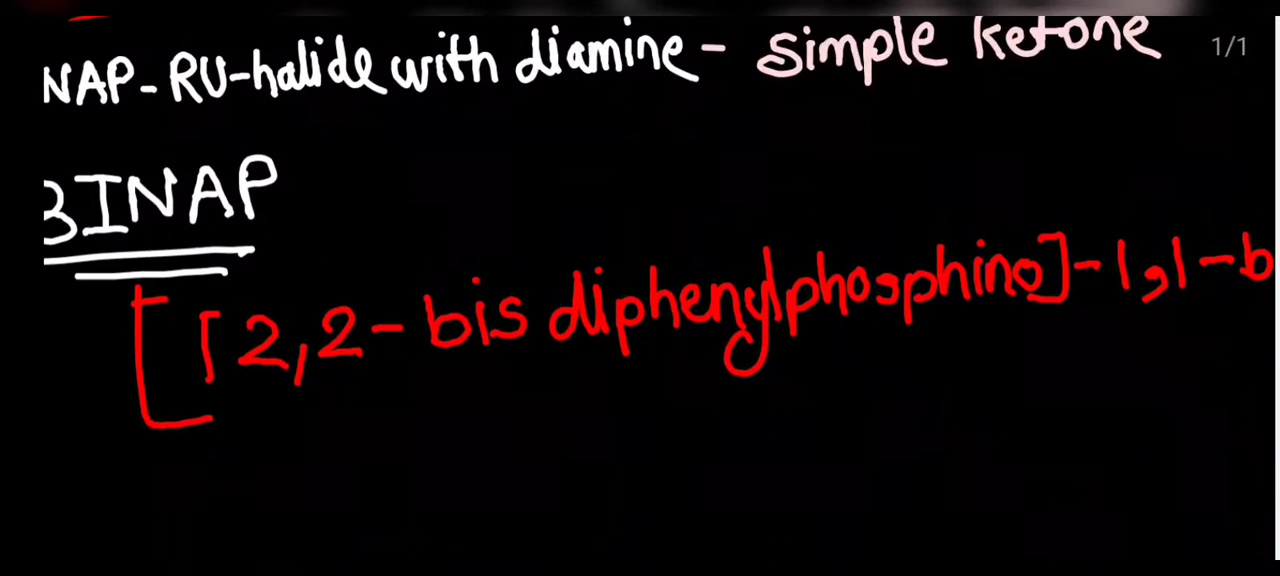 NAP-RU-halide with diamine - simple ketone
1/1
BINAP
[[2,2-bis diphenylphosphino]-1,1-b